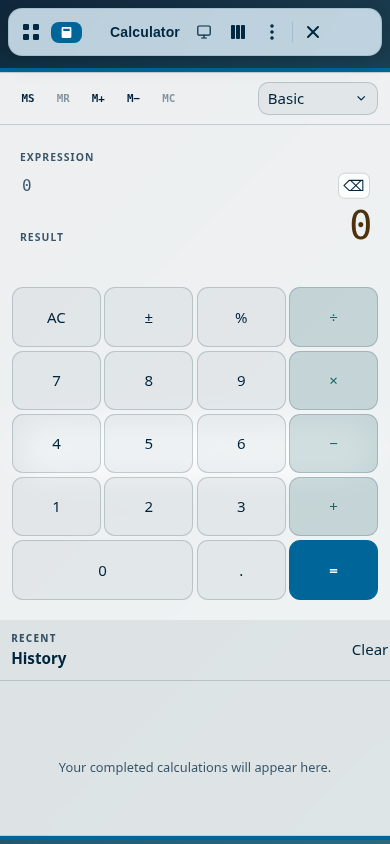 Calculator
MS MR M+ M− MC Basic
EXPRESSION
0 ⌫
0
RESULT
AC ± % ÷
7 8 9 ×
4 5 6 −
1 2 3 +
0 . =
RECENT
History
Clear
Your completed calculations will appear here.